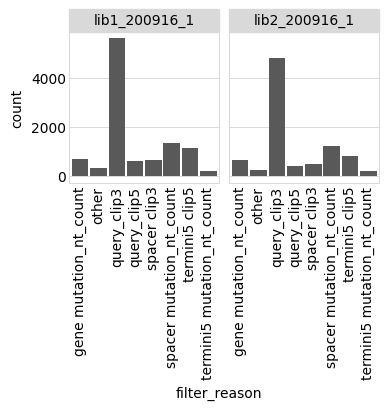 lib1_200916_1
lib2_200916_1
count
4000
2000
0
gene mutation_nt_count
other
query_clip3
query_clip5
spacer clip3
spacer mutation_nt_count
termini5 clip5
termini5 mutation_nt_count
gene mutation_nt_count
other
query_clip3
query_clip5
spacer clip3
spacer mutation_nt_count
termini5 clip5
termini5 mutation_nt_count
filter_reason